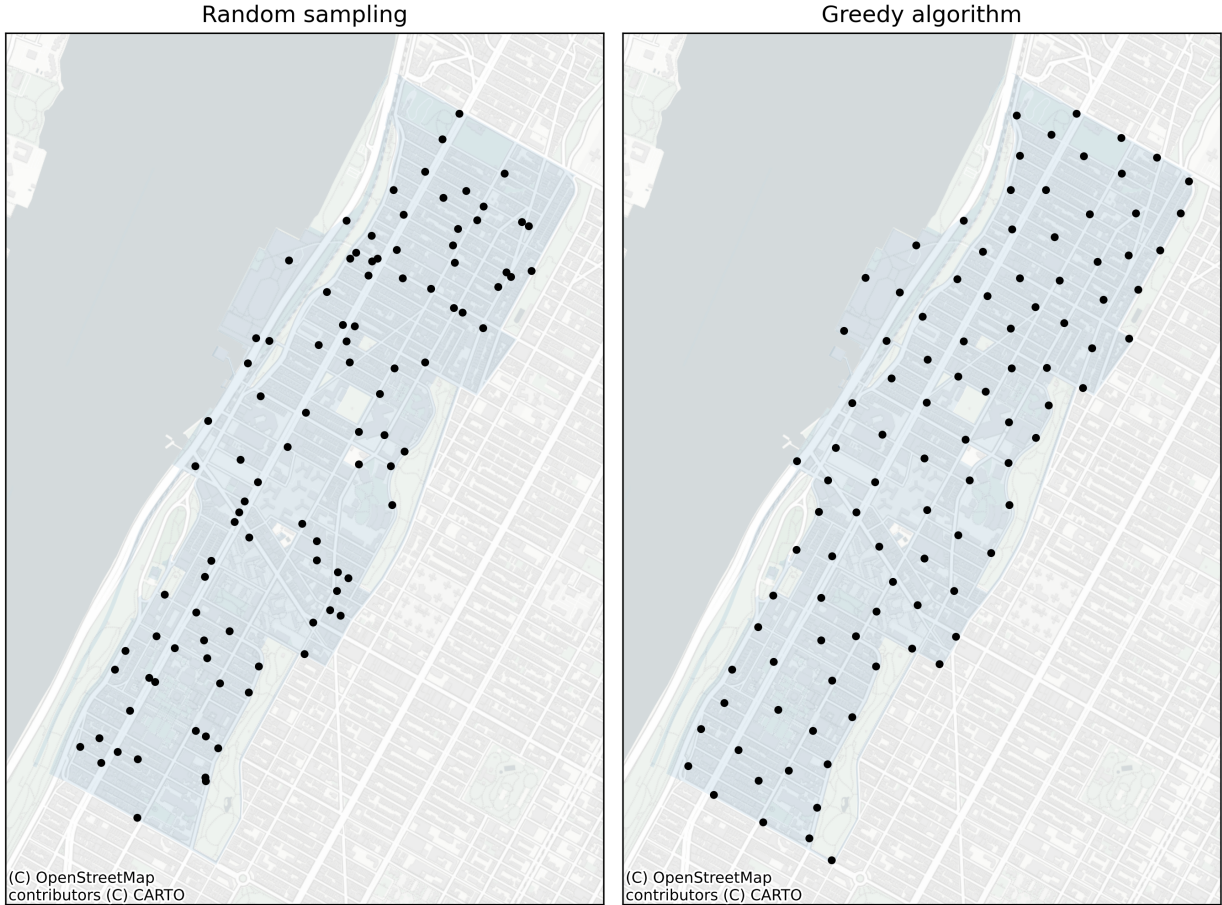 Random sampling
Greedy algorithm
(C) OpenStreetMap
contributors (C) CARTO
(C) OpenStreetMap
contributors (C) CARTO